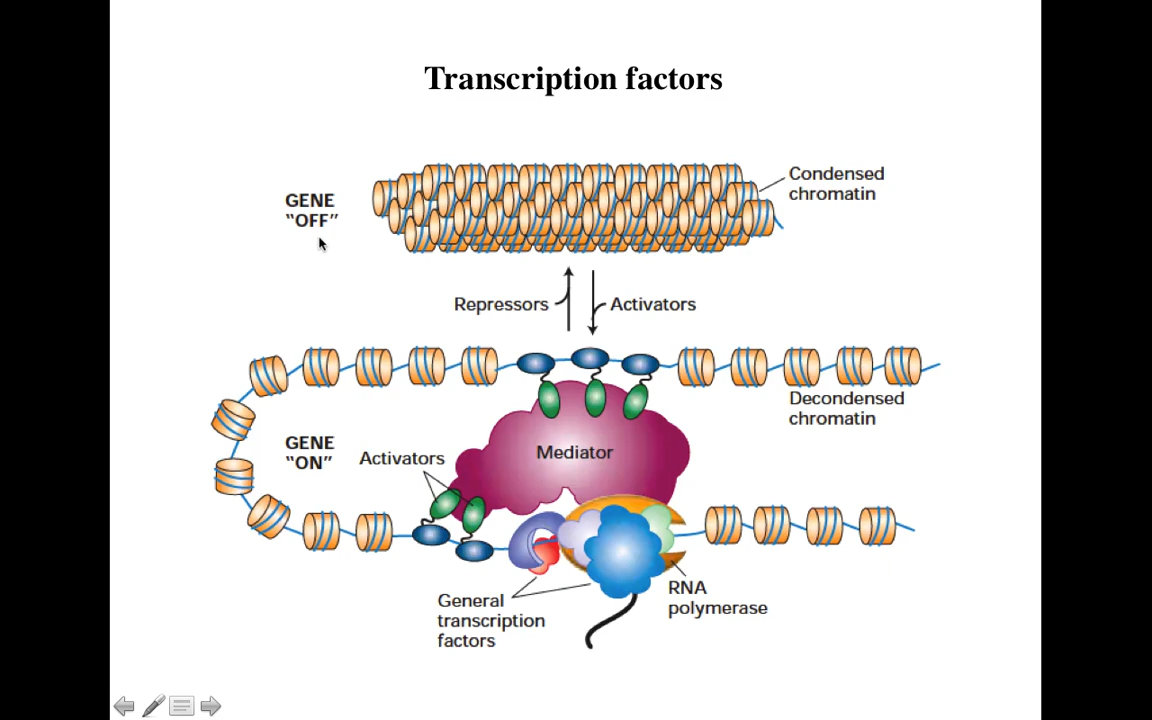 Transcription factors
GENE
“OFF”
Condensed
chromatin
Repressors
Activators
Decondensed
chromatin
GENE
“ON”
Activators
Mediator
General
transcription
factors
RNA
polymerase